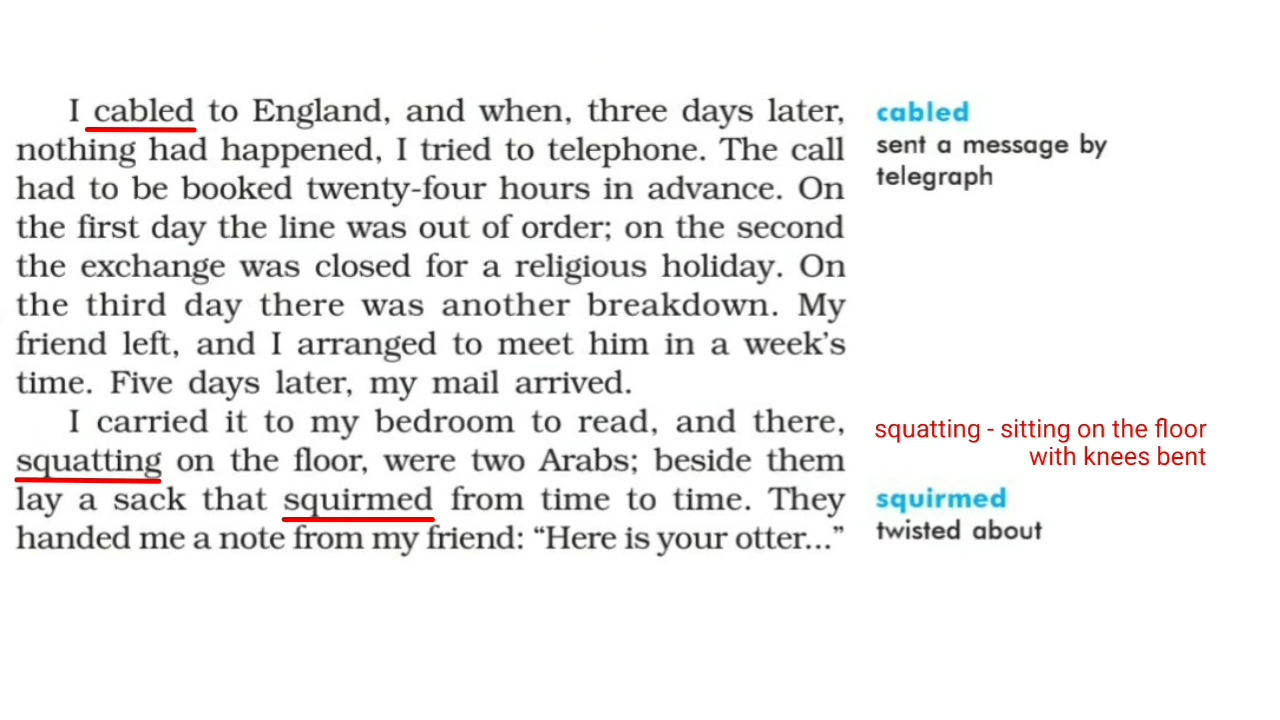 I cabled to England, and when, three days later,
nothing had happened, I tried to telephone. The call
had to be booked twenty-four hours in advance. On
the first day the line was out of order; on the second
the exchange was closed for a religious holiday. On
the third day there was another breakdown. My
friend left, and I arranged to meet him in a week's
time. Five days later, my mail arrived.
I carried it to my bedroom to read, and there,
squatting on the floor, were two Arabs; beside them
lay a sack that squirmed from time to time. They
handed me a note from my friend: “Here is your otter...”
cabled
sent a message by
telegraph
squatting - sitting on the floor
with knees bent
squirmed
twisted about